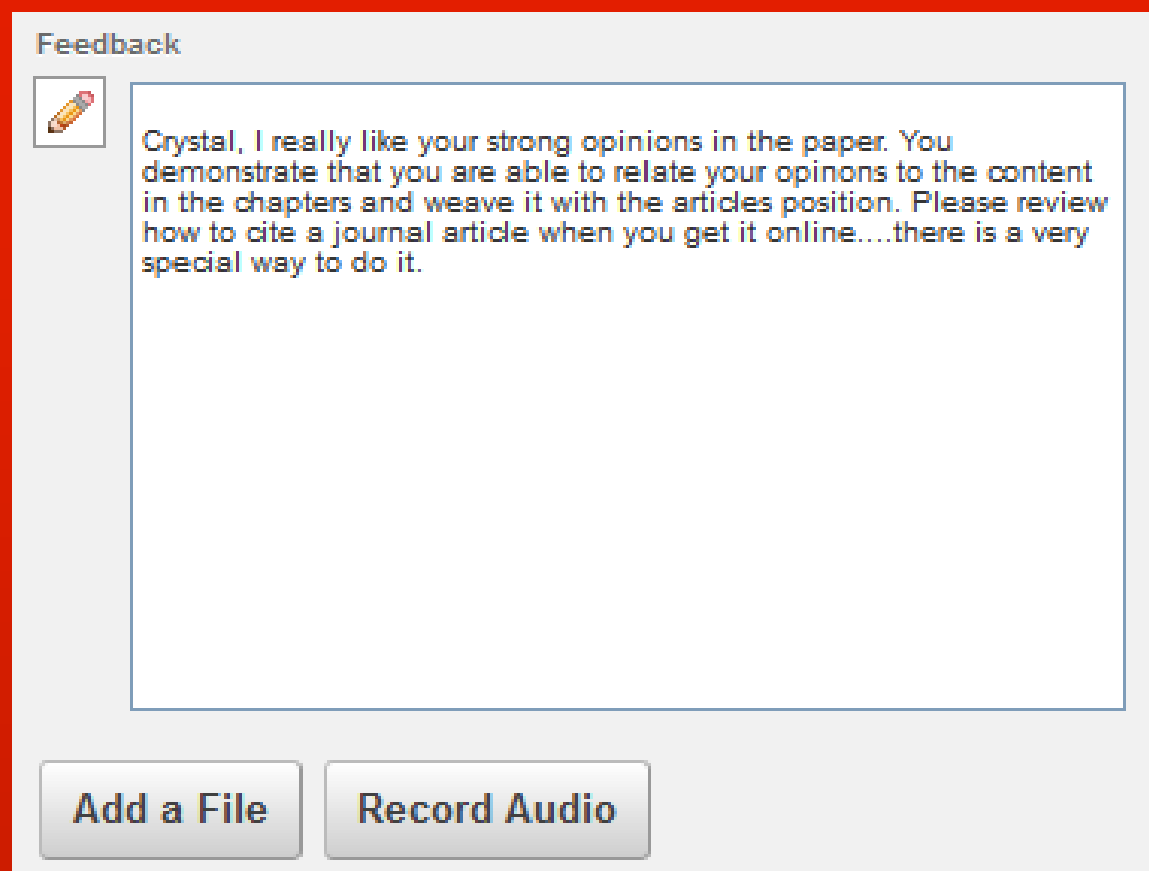 Feedback
Crystal, I really like your strong opinions in the paper. You
demonstrate that you are able to relate your opinons to the content
in the chapters and weave it with the articles position. Please review
how to cite a journal article when you get it online....there is a very
special way to do it.
Add a File
Record Audio